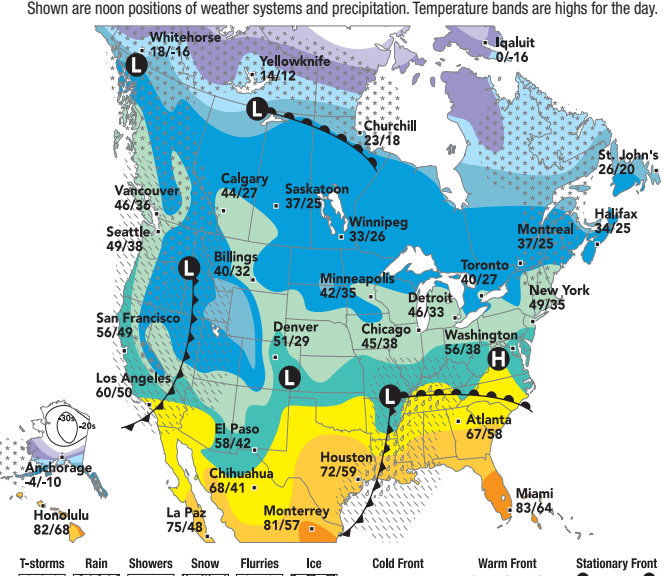 Shown are noon positions of weather systems and precipitation. Temperature bands are highs for the day.
Whitehorse
18/-16
L
Yellowknife
14/12
L
Iqaluit
0/-16
Churchill
23/18
St. John's
26/20
Vancouver
46/36
Calgary
44/27
Saskatoon
37/25
Seattle
49/38
Winnipeg
33/26
Halifax
34/25
Montreal
37/25
L
Billings
40/32
Minneapolis
42/35
Toronto
40/27
Detroit
46/33
New York
49/35
San Francisco
56/49
Denver
51/29
Chicago
45/38
Washington
56/38
H
Los Angeles
60/50
L
L
Atlanta
67/58
El Paso
58/42
Houston
72/59
Chihuahua
68/41
Miami
83/64
La Paz
75/48
Monterrey
81/57
-30s
-20s
Anchorage
-4/-10
Honolulu
82/68
T-storms Rain Showers Snow Flurries Ice Cold Front Warm Front Stationary Front